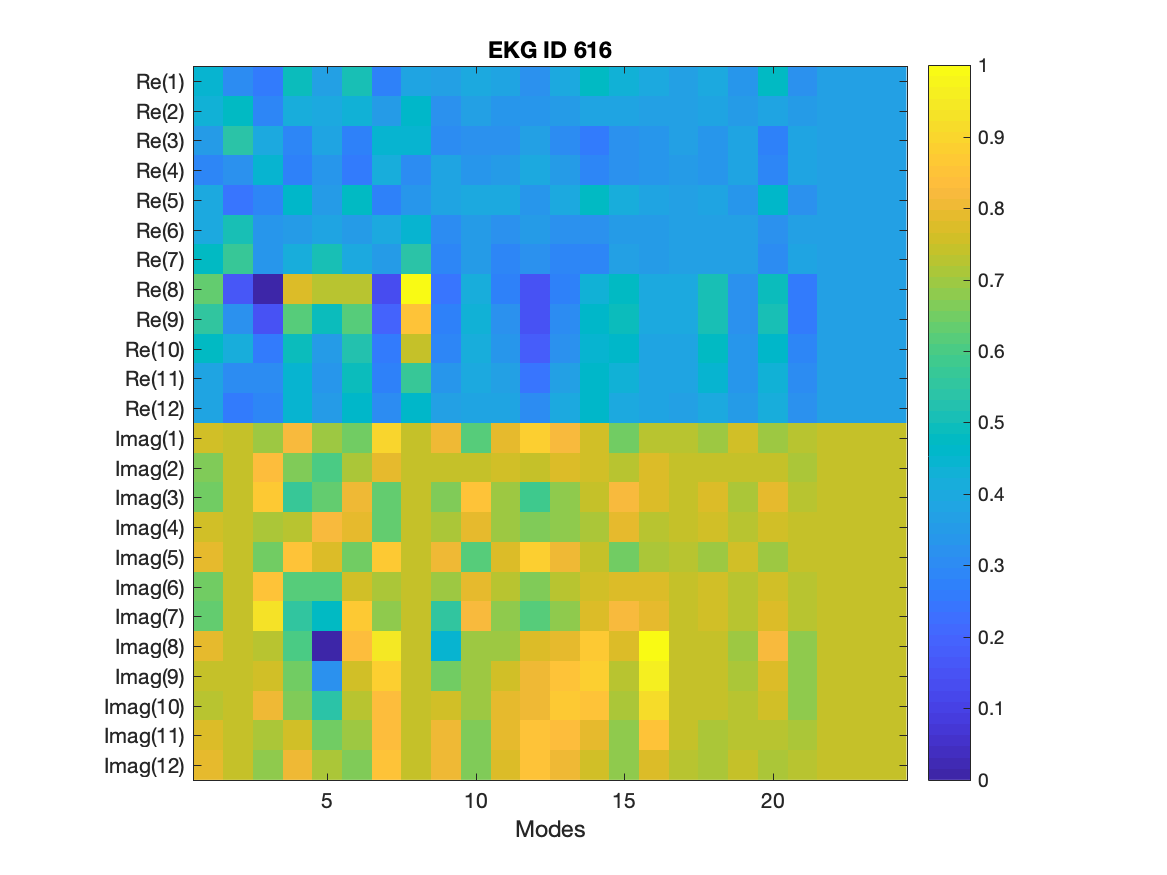 EKG ID 616
Re(1)
Re(2)
Re(3)
Re(4)
Re(5)
Re(6)
Re(7)
Re(8)
Re(9)
Re(10)
Re(11)
Re(12)
Imag(1)
Imag(2)
Imag(3)
Imag(4)
Imag(5)
Imag(6)
Imag(7)
Imag(8)
Imag(9)
Imag(10)
Imag(11)
Imag(12)
5 10 15 20
Modes
1
0.9
0.8
0.7
0.6
0.5
0.4
0.3
0.2
0.1
0